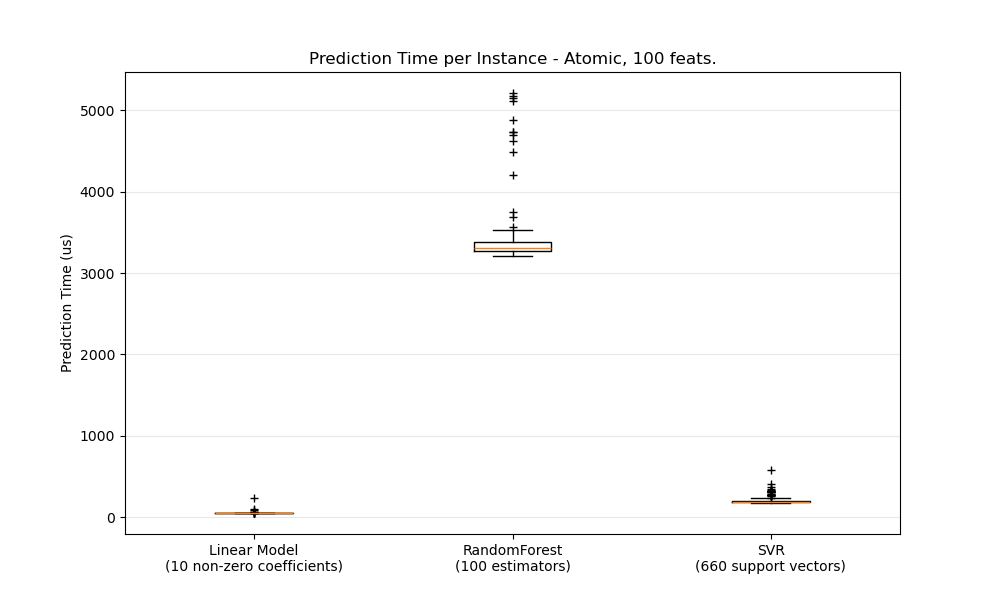 Prediction Time per Instance - Atomic, 100 feats.
Prediction Time (us)
5000
4000
3000
2000
1000
0
Linear Model
(10 non-zero coefficients)
RandomForest
(100 estimators)
SVR
(660 support vectors)